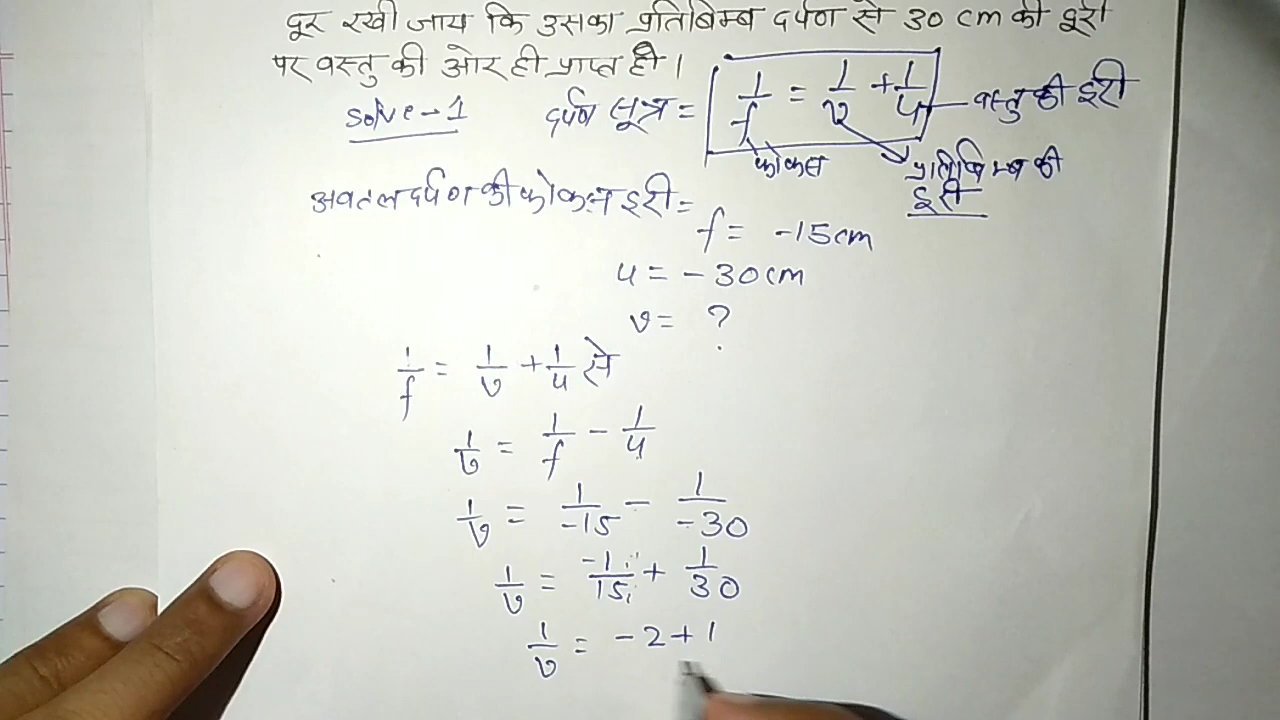 दूर रखी जाय कि उसका प्रतिबिम्ब दर्पण से 30 cm की दूरी
पर वस्तु की ओर ही प्राप्त हो।
Solve-1 दर्पण सूत्र = 1/f = 1/v + 1/u वस्तु की दूरी
फोकस प्रतिबिम्ब की
दूरी
अवतल दर्पण की फोकस दूरी =
f = -15cm
u = -30cm
v = ?
1/f = 1/v + 1/u से
1/v = 1/f - 1/u
1/v = 1/-15 - 1/-30
1/v = -1/15 + 1/30
1/v = -2+1